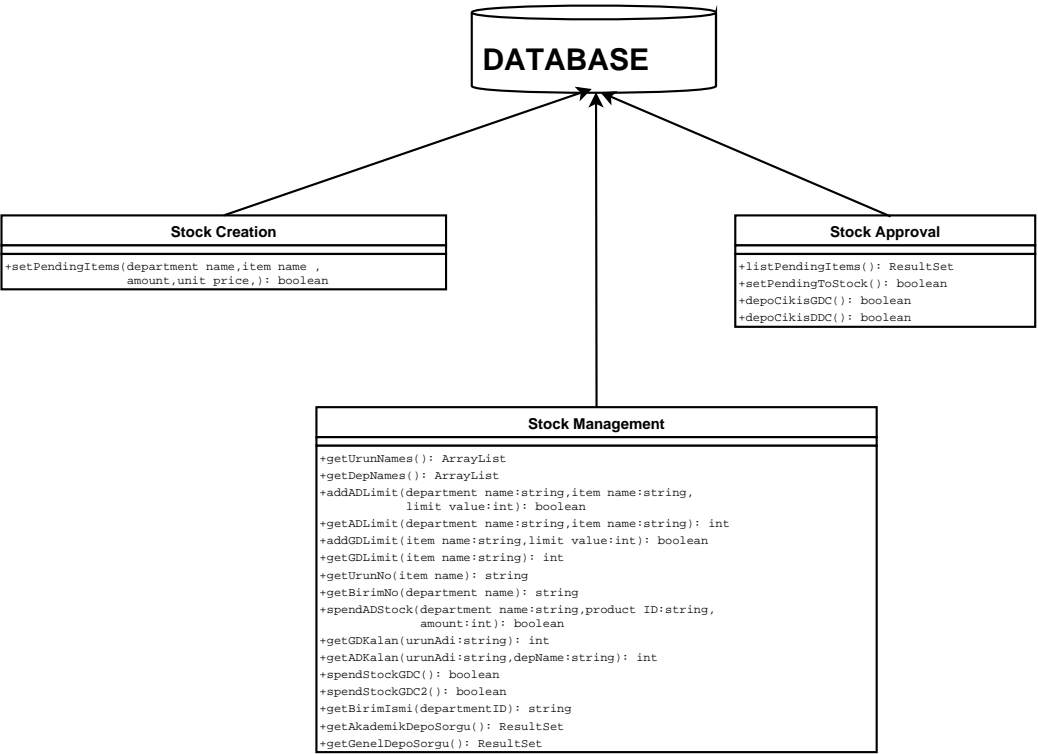 DATABASE
Stock Creation
+setPendingItems(department name,item name ,
amount,unit price,): boolean
Stock Approval
+listPendingItems(): ResultSet
+setPendingToStock(): boolean
+depoCikisGDC(): boolean
+depoCikisDDC(): boolean
Stock Management
+getUrunNames(): ArrayList
+getDepNames(): ArrayList
+addADLimit(department name:string,item name:string,
limit value:int): boolean
+getADLimit(department name:string,item name:string): int
+addGDLimit(item name:string,limit value:int): boolean
+getGDLimit(item name:string): int
+getUrunNo(item name): string
+getBirimNo(department name): string
+spendADStock(department name:string,product ID:string,
amount:int): boolean
+getGDKalan(urunAdi:string): int
+getADKalan(urunAdi:string,depName:string): int
+spendStockGDC(): boolean
+spendStockGDC2(): boolean
+getBirimIsmi(departmentID): string
+getAkademikDepoSorgu(): ResultSet
+getGenelDepoSorgu(): ResultSet